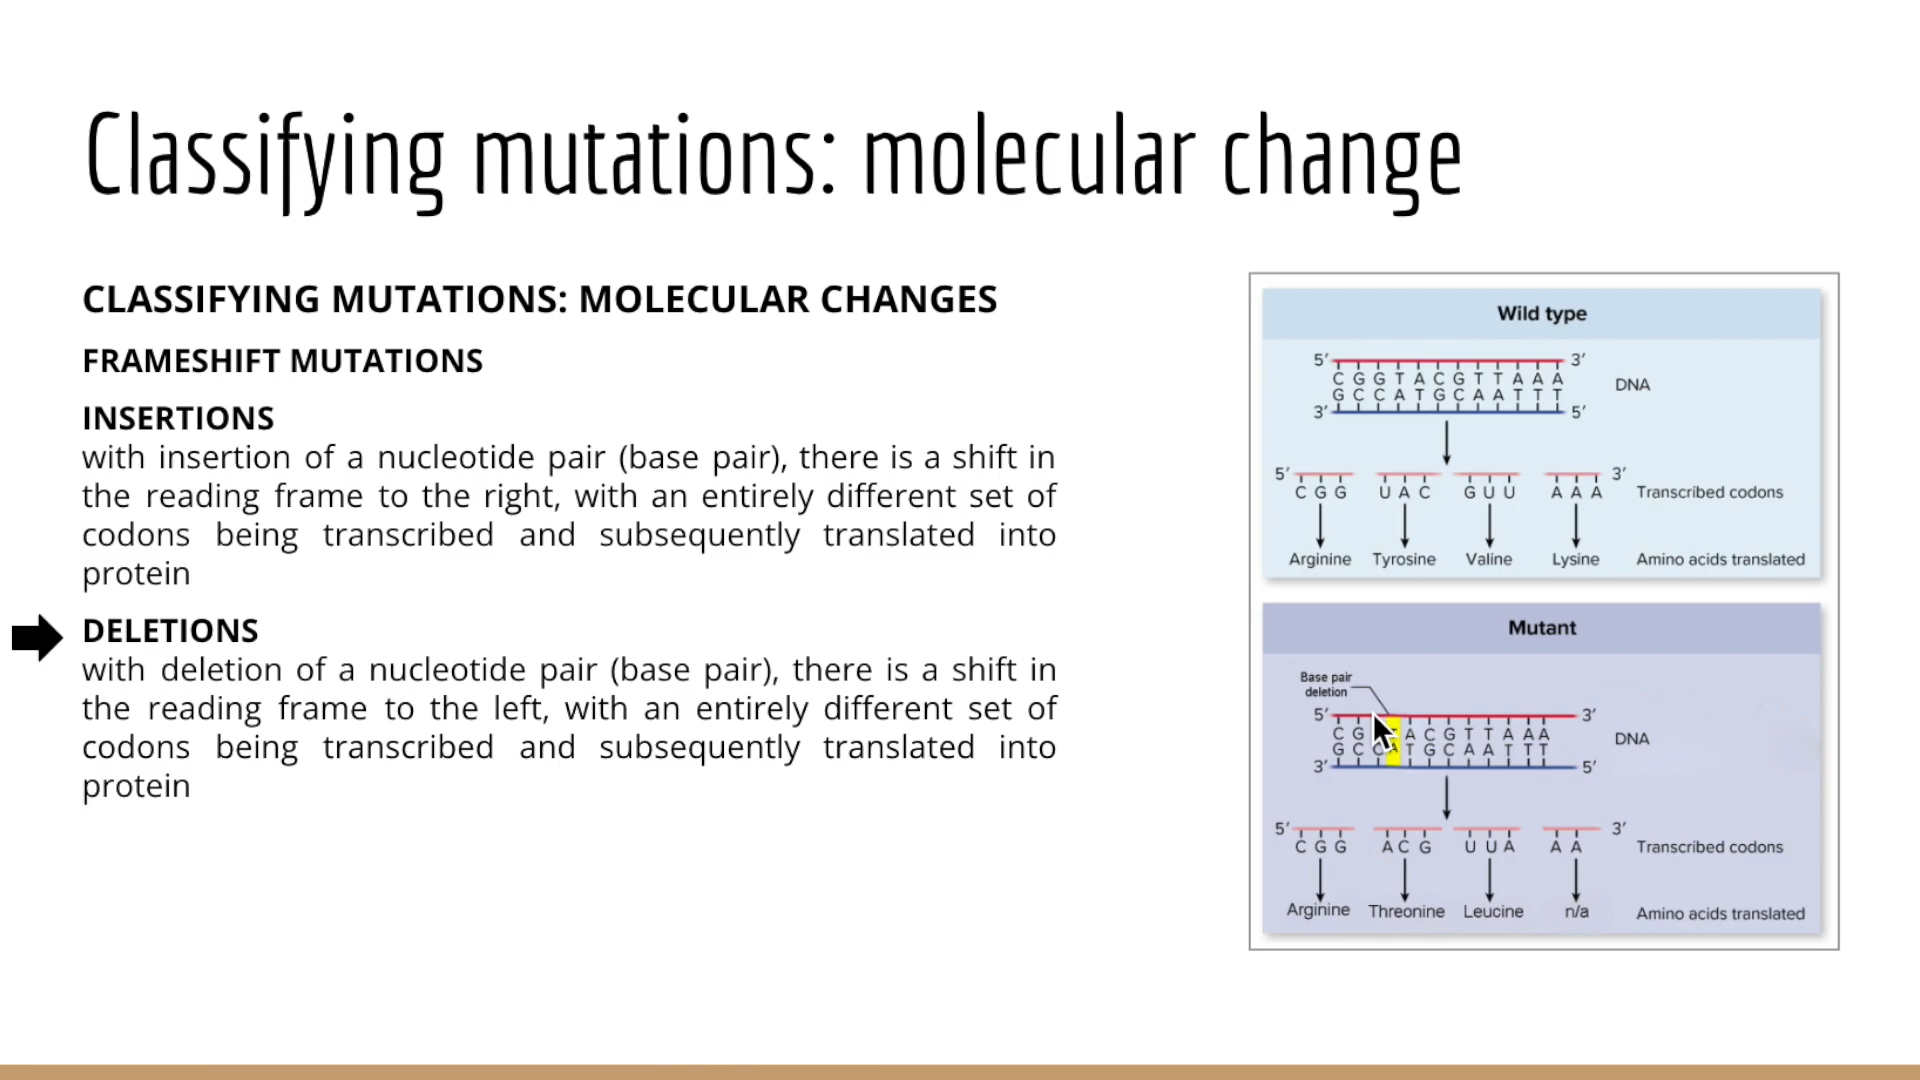 Classifying mutations: molecular change
CLASSIFYING MUTATIONS: MOLECULAR CHANGES
FRAMESHIFT MUTATIONS
INSERTIONS
with insertion of a nucleotide pair (base pair), there is a shift in
the reading frame to the right, with an entirely different set of
codons being transcribed and subsequently translated into
protein
DELETIONS
with deletion of a nucleotide pair (base pair), there is a shift in
the reading frame to the left, with an entirely different set of
codons being transcribed and subsequently translated into
protein
Wild type
5′ 3′
C G G T A C G T T A A A
DNA
G C C A T G C A A T T T
3′ 5′
5′ 3′
C G G U A C G U U A A A Transcribed codons
Arginine Tyrosine Valine Lysine Amino acids translated
Mutant
Base pair
deletion
5′ 3′
C G A C G T T A A A
DNA
G C C A T G C A A T T T
3′ 5′
5′ 3′
C G G A C G U U A A A Transcribed codons
Arginine Threonine Leucine n/a Amino acids translated